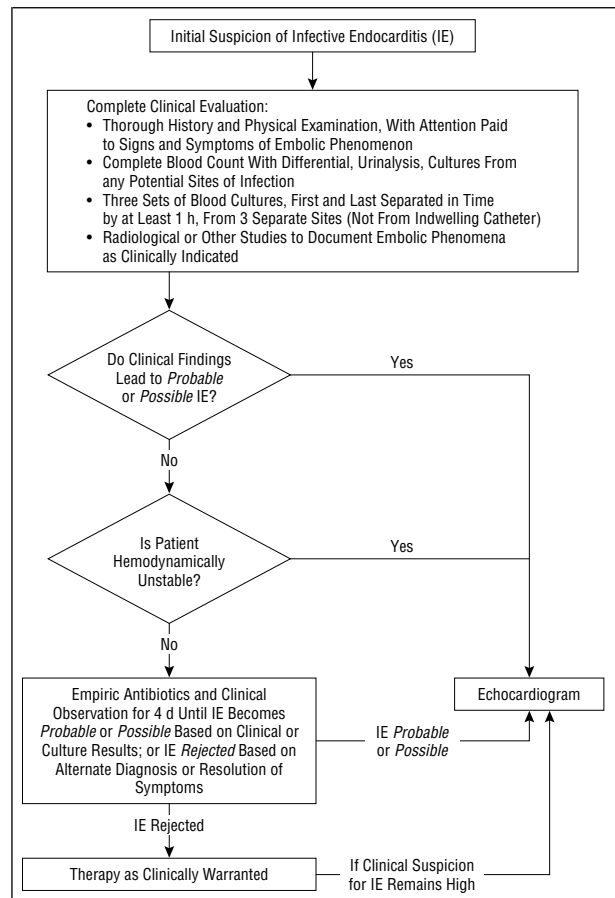 Initial Suspicion of Infective Endocarditis (IE)
Complete Clinical Evaluation:
• Thorough History and Physical Examination, With Attention Paid
to Signs and Symptoms of Embolic Phenomenon
• Complete Blood Count With Differential, Urinalysis, Cultures From
any Potential Sites of Infection
• Three Sets of Blood Cultures, First and Last Separated in Time
by at Least 1 h, From 3 Separate Sites (Not From Indwelling Catheter)
• Radiological or Other Studies to Document Embolic Phenomena
as Clinically Indicated
Do Clinical Findings
Lead to Probable
or Possible IE?
Yes
No
Is Patient
Hemodynamically
Unstable?
Yes
No
Empiric Antibiotics and Clinical
Observation for 4 d Until IE Becomes
Probable or Possible Based on Clinical or
Culture Results; or IE Rejected Based on
Alternate Diagnosis or Resolution of
Symptoms
IE Probable
or Possible
Echocardiogram
IE Rejected
Therapy as Clinically Warranted
If Clinical Suspicion
for IE Remains High